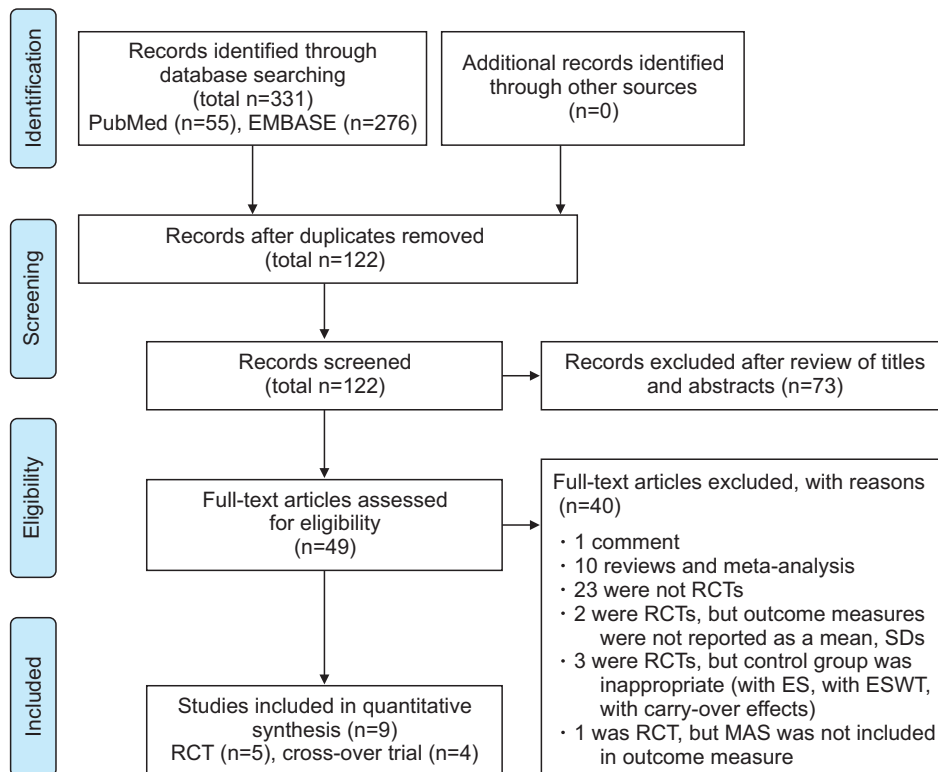 Identification
Records identified through
database searching
(total n=331)
PubMed (n=55), EMBASE (n=276)
Additional records identified
through other sources
(n=0)
Screening
Records after duplicates removed
(total n=122)
Records screened
(total n=122)
Records excluded after review of titles
and abstracts (n=73)
Eligibility
Full-text articles assessed
for eligibility
(n=49)
Full-text articles excluded, with reasons
(n=40)
· 1 comment
· 10 reviews and meta-analysis
· 23 were not RCTs
· 2 were RCTs, but outcome measures
were not reported as a mean, SDs
· 3 were RCTs, but control group was
inappropriate (with ES, with ESWT,
with carry-over effects)
· 1 was RCT, but MAS was not included
in outcome measure
Included
Studies included in quantitative
synthesis (n=9)
RCT (n=5), cross-over trial (n=4)